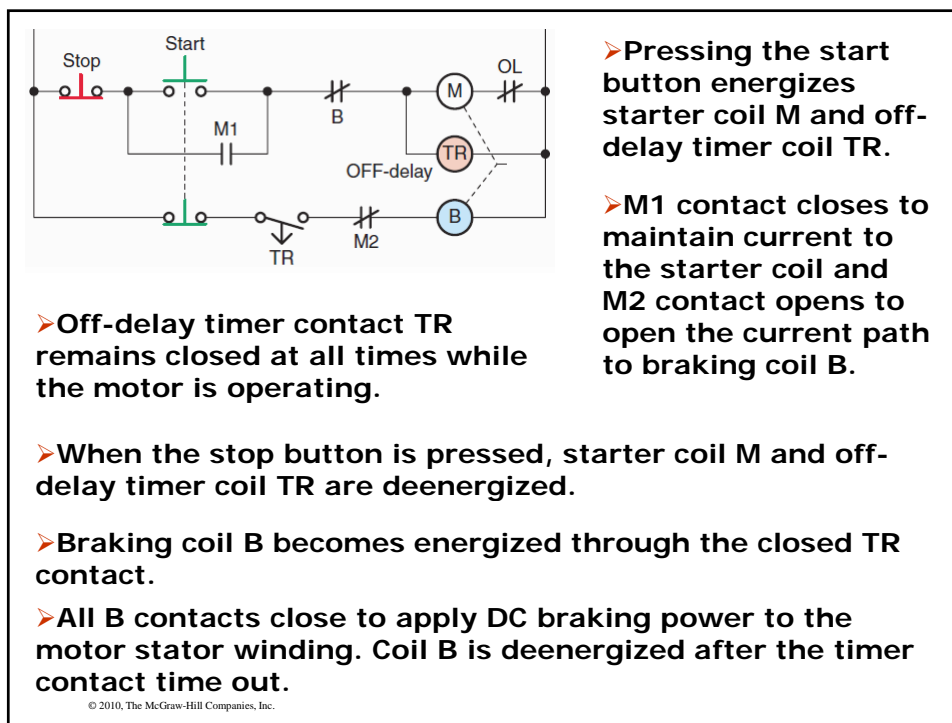 Start
Stop
OL
M
B
M1
TR
OFF-delay
B
M2
TR
➢Pressing the start
button energizes
starter coil M and off-
delay timer coil TR.
➢M1 contact closes to
maintain current to
the starter coil and
M2 contact opens to
open the current path
to braking coil B.
➢Off-delay timer contact TR
remains closed at all times while
the motor is operating.
➢When the stop button is pressed, starter coil M and off-
delay timer coil TR are deenergized.
➢Braking coil B becomes energized through the closed TR
contact.
➢All B contacts close to apply DC braking power to the
motor stator winding. Coil B is deenergized after the timer
contact time out.
© 2010, The McGraw-Hill Companies, Inc.